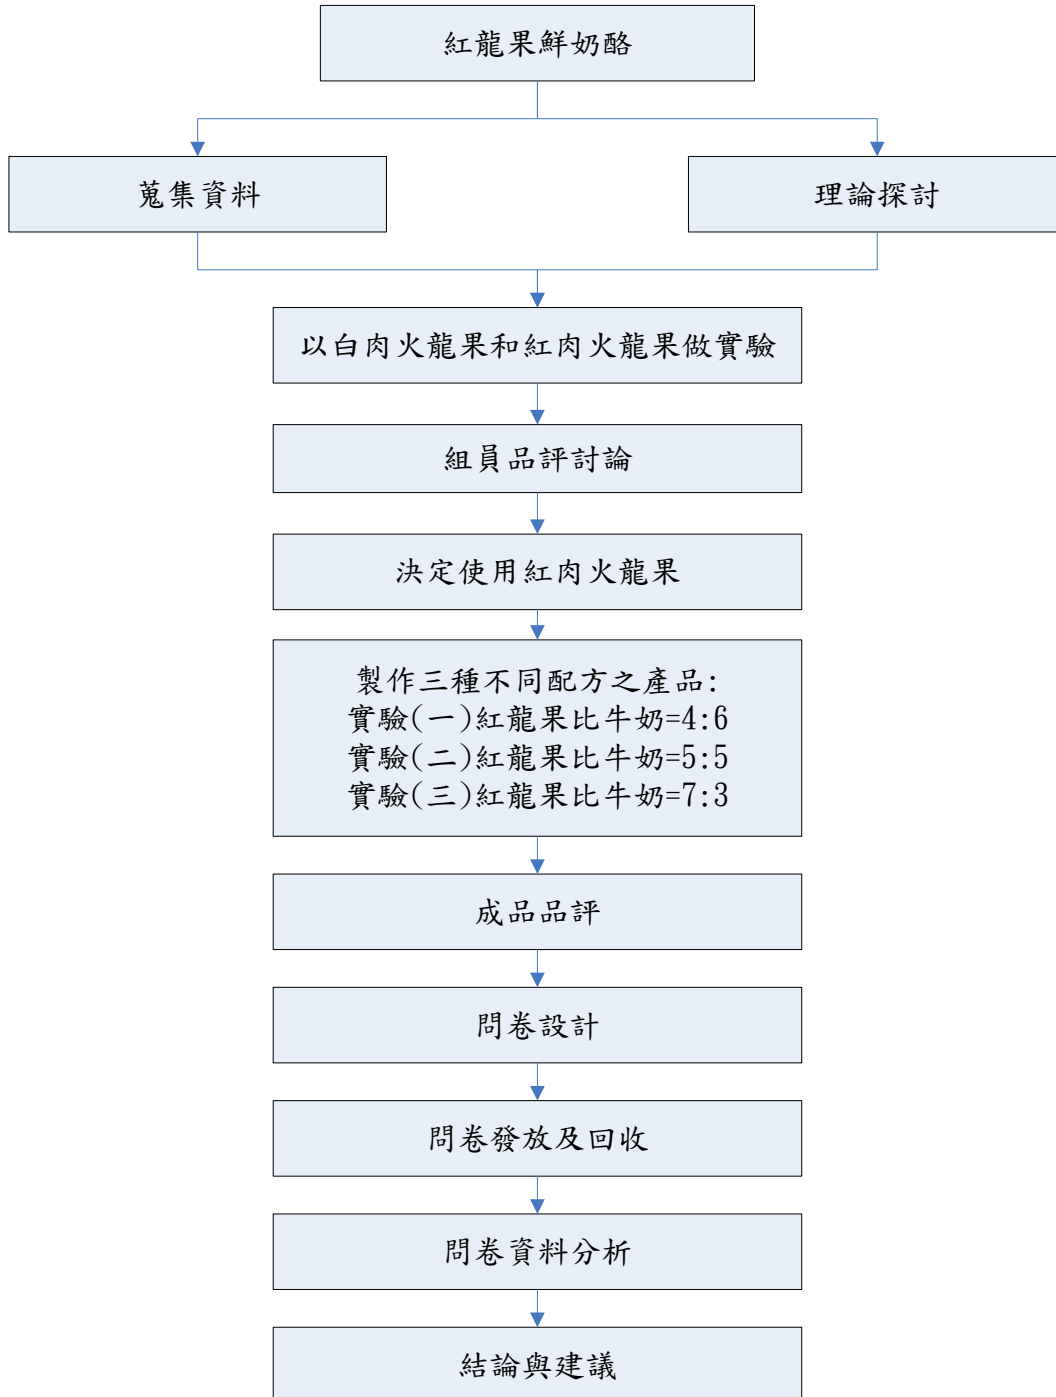 紅龍果鮮奶酪
蒐集資料
理論探討
以白肉火龍果和紅肉火龍果做實驗
組員品評討論
決定使用紅肉火龍果
製作三種不同配方之產品:
實驗(一)紅龍果比牛奶=4:6
實驗(二)紅龍果比牛奶=5:5
實驗(三)紅龍果比牛奶=7:3
成品品評
問卷設計
問卷發放及回收
問卷資料分析
結論與建議